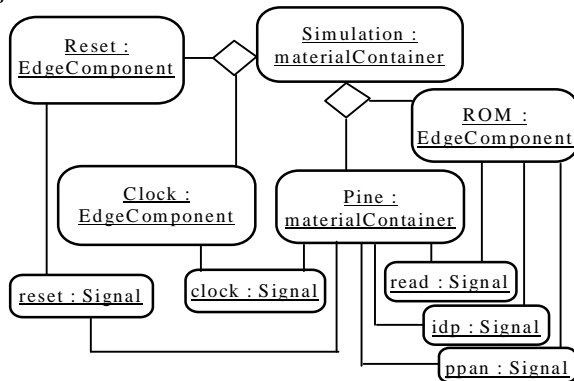 Reset :
EdgeComponent
Simulation :
materialContainer
ROM :
EdgeComponent
Clock :
EdgeComponent
Pine :
materialContainer
reset : Signal
clock : Signal
read : Signal
idp : Signal
ppan : Signal